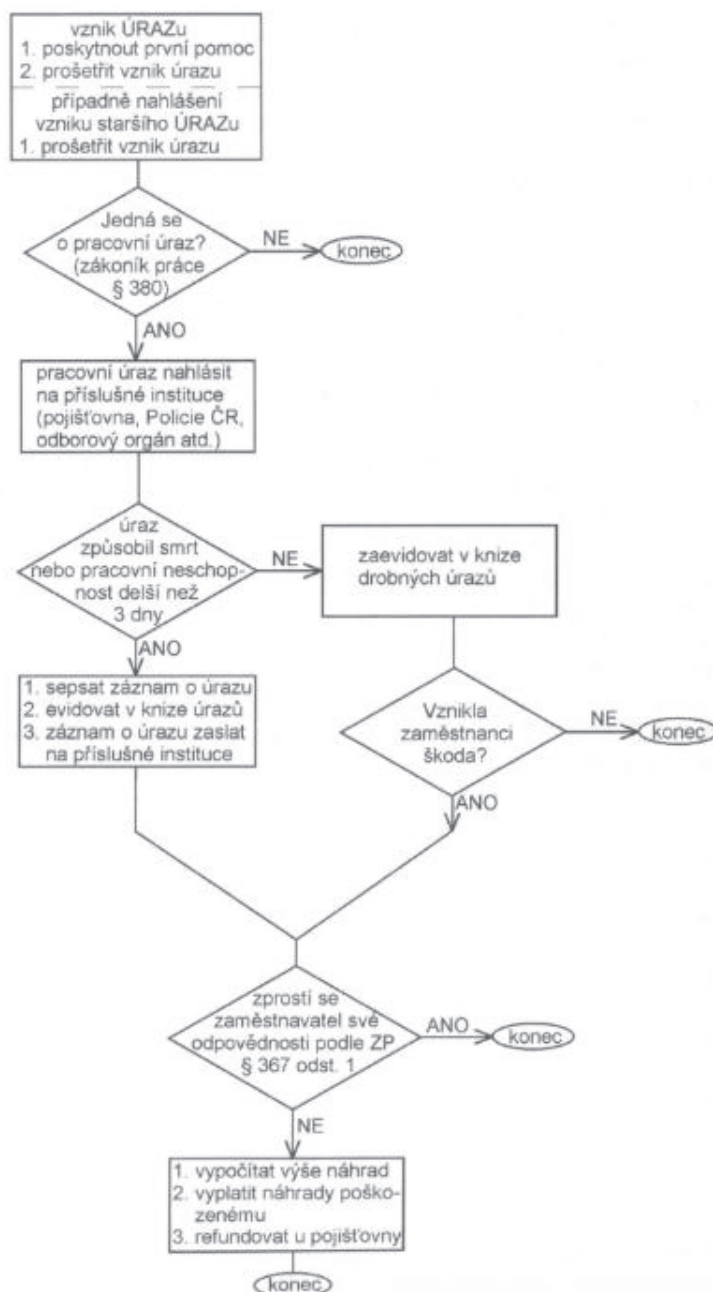 vznik ÚRAZu
1. poskytnout první pomoc
2. prošetřit vznik úrazu
případně nahlášení
vzniku staršího ÚRAZu
1. prošetřit vznik úrazu
Jedná se
o pracovní úraz?
(zákoník práce
§ 380)
NE
konec
ANO
pracovní úraz nahlásit
na příslušné instituce
(pojišťovna, Policie ČR,
odborový orgán atd.)
úraz
způsobil smrt
nebo pracovní neschop-
nost delší než
3 dny
NE
zaevidovat v knize
drobných úrazů
ANO
1. sepsat záznam o úrazu
2. evidovat v knize úrazů
3. záznam o úrazu zaslat
na příslušné instituce
Vznikla
zaměstnanci
škoda?
NE
konec
ANO
zprostí se
zaměstnavatel své
odpovědnosti podle ZP
§ 367 odst. 1
ANO
konec
NE
1. vypočítat výše náhrad
2. vyplatit náhrady poško-
zenému
3. refundovat u pojišťovny
konec